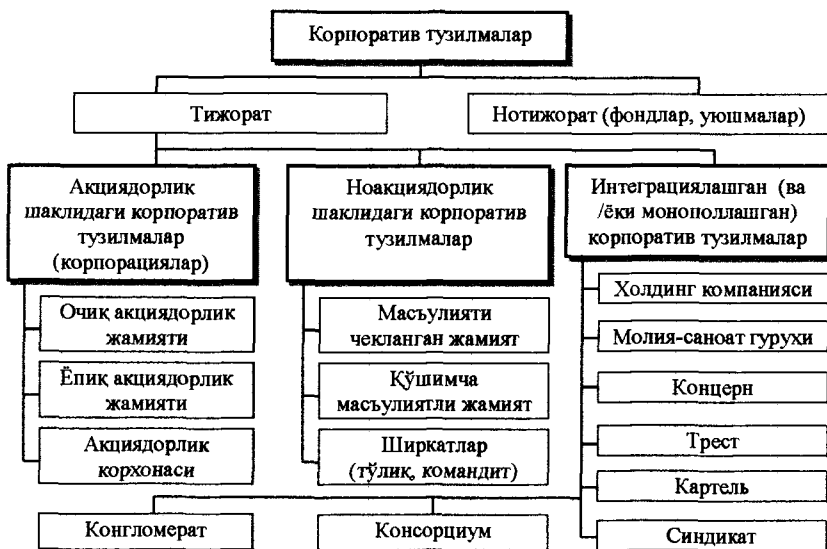 Корпоратив тузилмалар
Тижорат
Нотижорат (фондлар, уюшмалар)
Акциядорлик
шаклидаги корпоратив
тузилмалар
(корпорациялар)
Ноакциядорлик
шаклидаги корпоратив
тузилмалар
Интеграциялашган (ва
/ёки монополлашган)
корпоратив тузилмалар
Очиқ акциядорлик
жамияти
Ёпиқ акциядорлик
жамияти
Акциядорлик
корхонаси
Масъулияти
чекланган жамият
Қўшимча
масъулиятли жамият
Ширкатлар
(тўлиқ, командит)
Холдинг компанияси
Молия-саноат гурухи
Концерн
Трест
Картель
Синдикат
Конгломерат
Консорциум